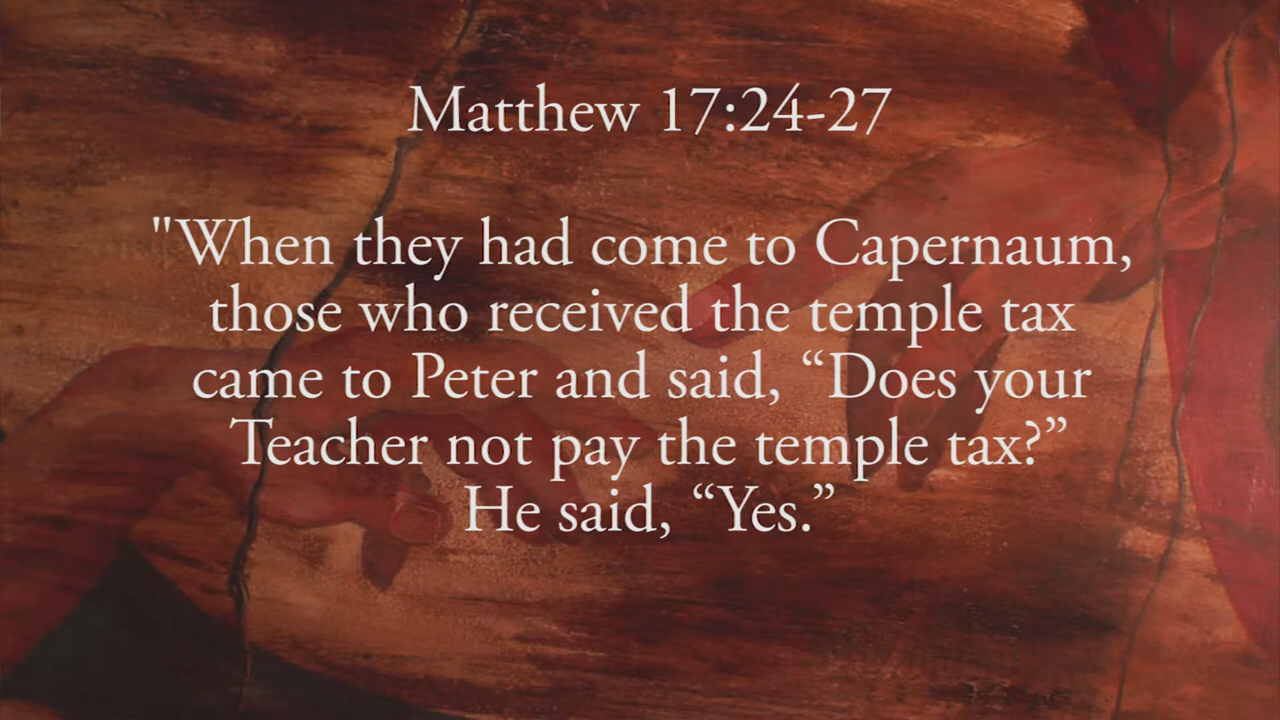 Matthew 17:24-27
"When they had come to Capernaum,
those who received the temple tax
came to Peter and said, “Does your
Teacher not pay the temple tax?”
He said, “Yes.”